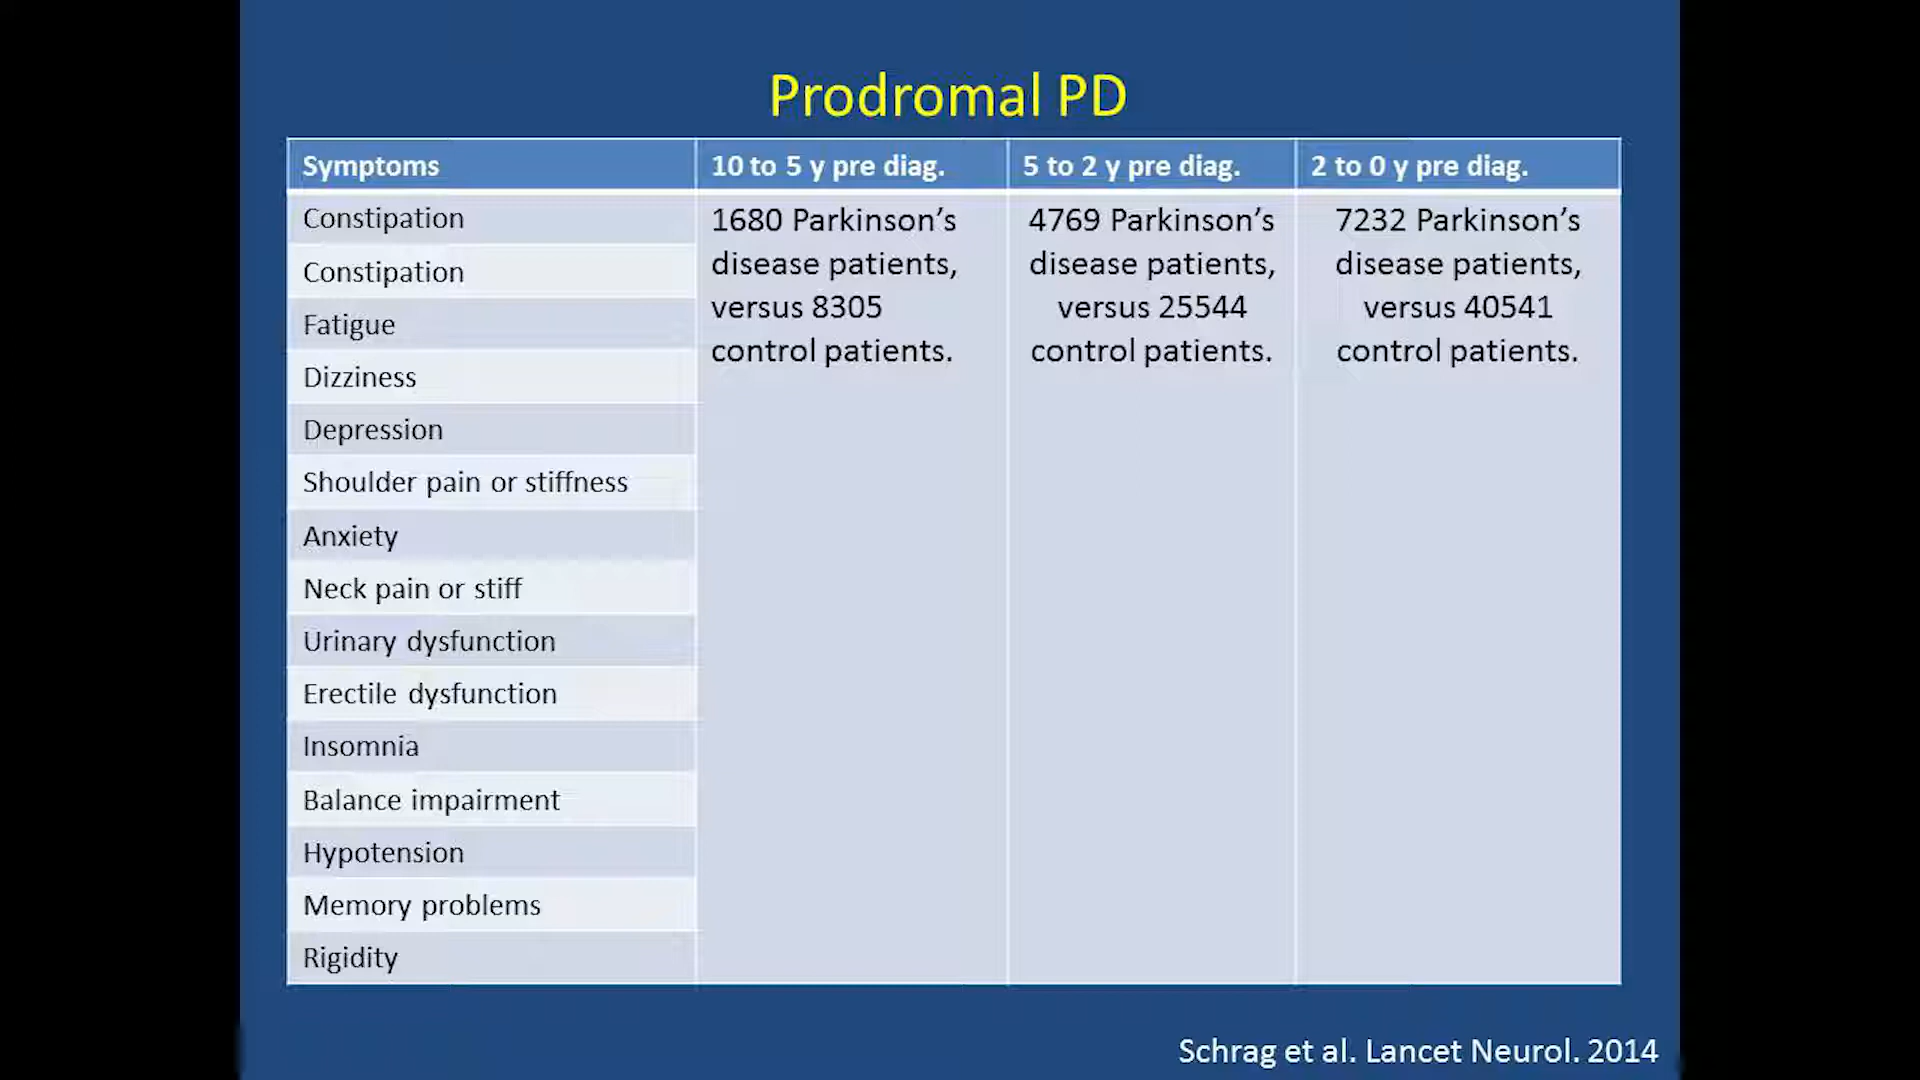 Prodromal PD
Symptoms
10 to 5 y pre diag.
5 to 2 y pre diag.
2 to 0 y pre diag.
Constipation
Constipation
Fatigue
Dizziness
Depression
Shoulder pain or stiffness
Anxiety
Neck pain or stiff
Urinary dysfunction
Erectile dysfunction
Insomnia
Balance impairment
Hypotension
Memory problems
Rigidity
1680 Parkinson’s
disease patients,
versus 8305
control patients.
4769 Parkinson’s
disease patients,
versus 25544
control patients.
7232 Parkinson’s
disease patients,
versus 40541
control patients.
Schrag et al. Lancet Neurol. 2014